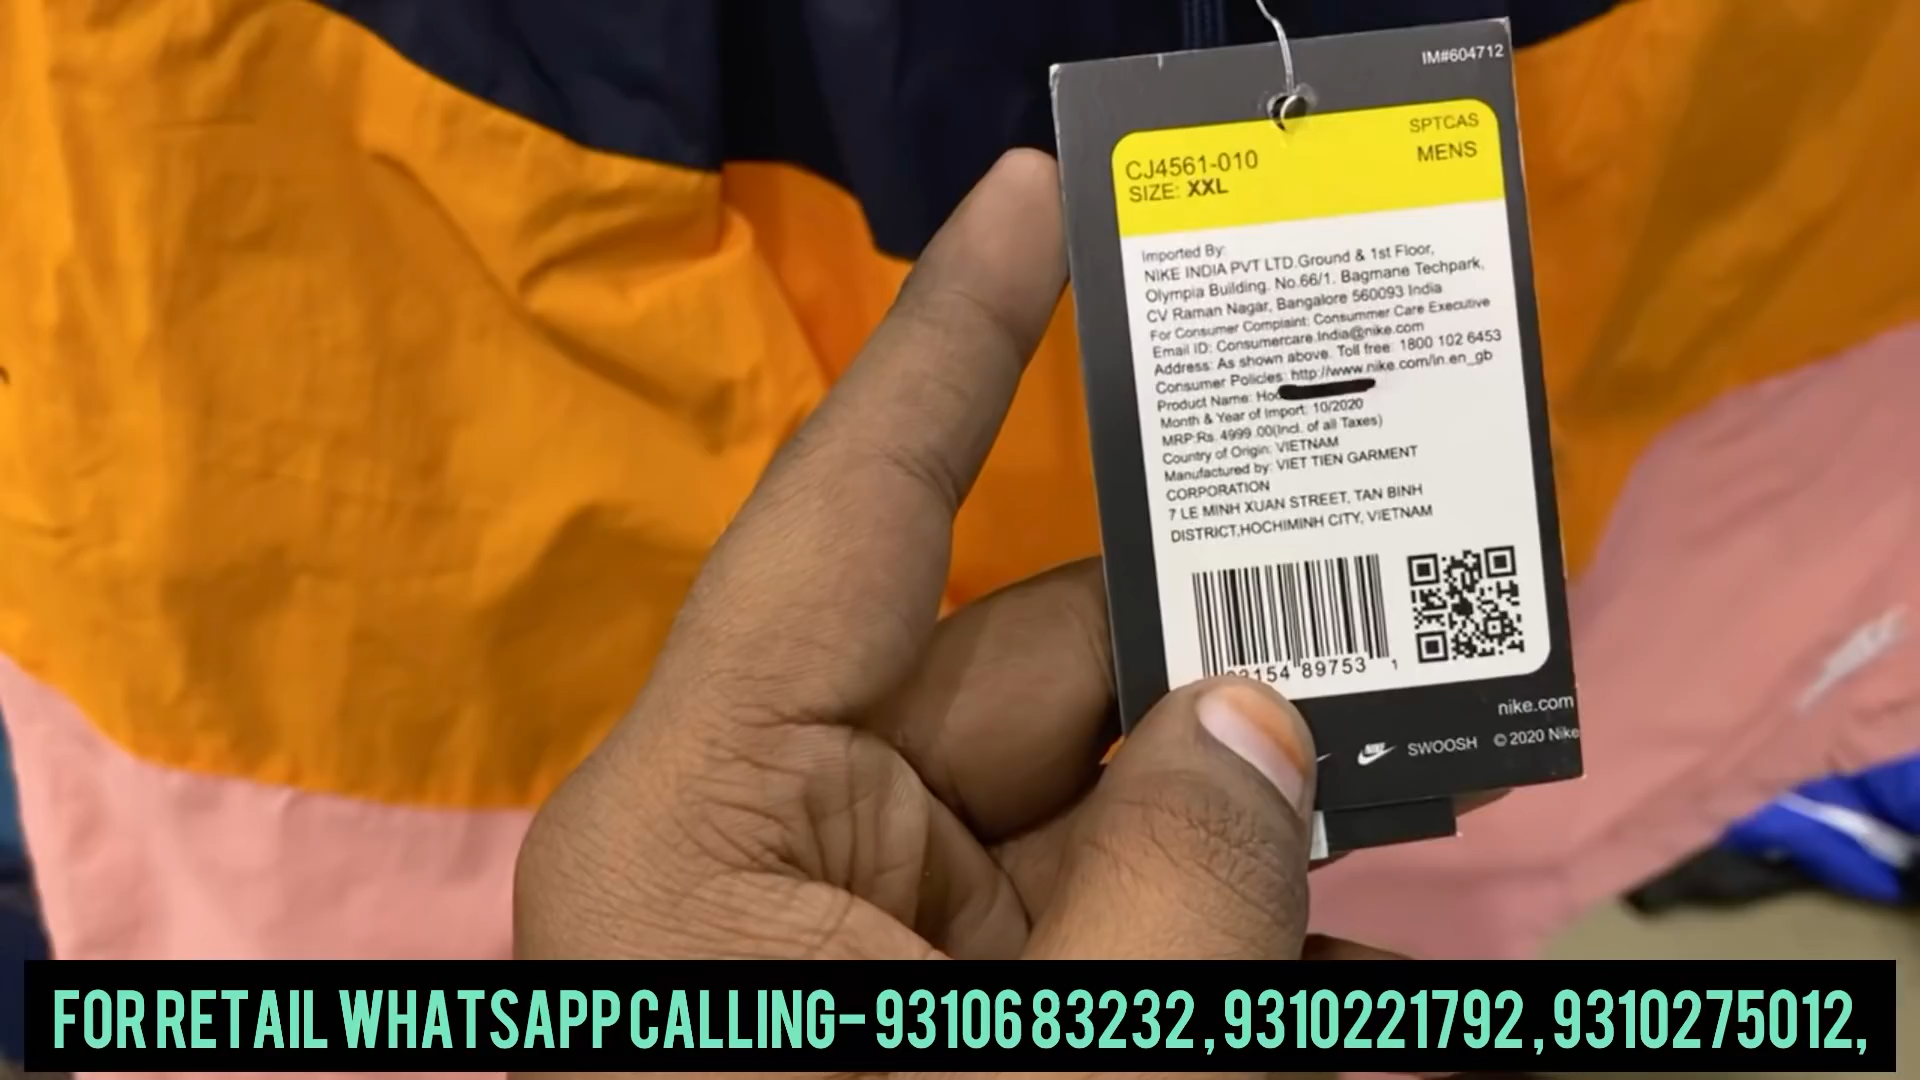 IM#604712
SPTCAS
CJ4561-010
MENS
SIZE: XXL
Imported By:
NIKE INDIA PVT LTD.Ground & 1st Floor,
Olympia Building. No.66/1. Bagmane Techpark,
CV Raman Nagar, Bangalore 560093 India
For Consumer Complaint: Consummer Care Executive
Email ID: Consumercare.India@nike.com
Address: As shown above. Toll free: 1800 102 6453
Consumer Policies: http://www.nike.com/in.en_gb
Product Name:
Month & Year of Import: 10/2020
MRP:Rs. 4999.00(Incl. of all Taxes)
Country of Origin: VIETNAM
Manufactured by: VIET TIEN GARMENT
CORPORATION
7 LE MINH XUAN STREET, TAN BINH
DISTRICT,HOCHIMINH CITY, VIETNAM
89753 1
nike.com
NIKE SWOOSH © 2020 Nike
FOR RETAIL WHATSAPP CALLING- 9310683232, 9310221792, 9310275012,